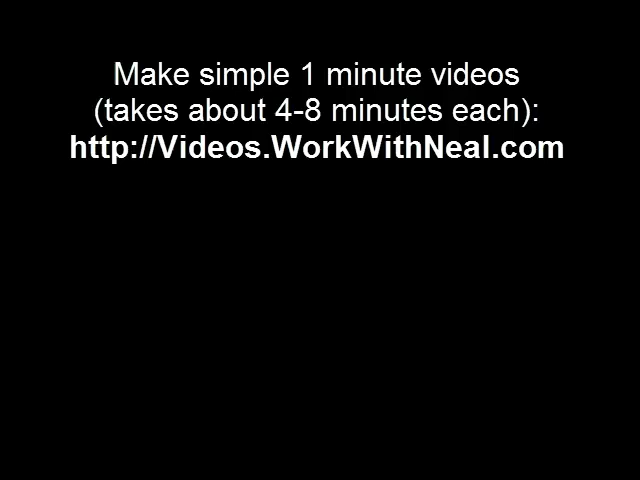 Make simple 1 minute videos
(takes about 4-8 minutes each):
http://Videos.WorkWithNeal.com